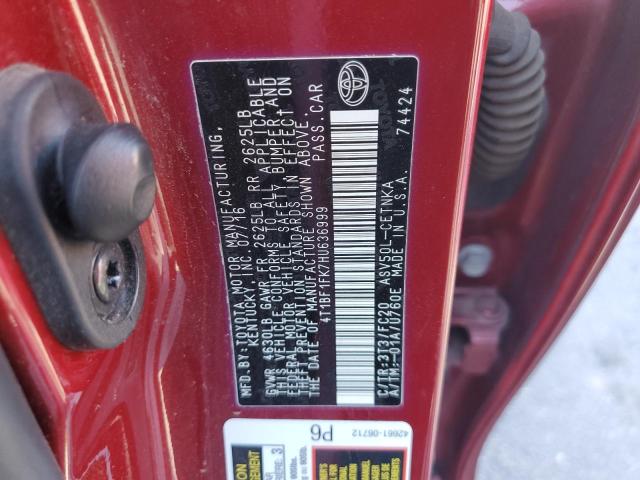 MFD.BY:TOYOTA MOTOR MANUFACTURING,
KENTUCKY, INC. 07/16
GVWR 4630LB GAWR FR 2625LB RR 2625LB
THIS VEHICLE CONFORMS TO ALL APPLICABLE
FEDERAL MOTOR VEHICLE SAFETY, BUMPER AND
THEFT PREVENTION STANDARDS IN EFFECT ON
THE DATE OF MANUFACTURE SHOWN ABOVE.
4T1BF1FK7HU636999 PASS.CAR
C/TR:3T3/FC20 ASV50L-CETNKA
A/TM:-01A/U760E MADE IN U.S.A.
74424
42661-06712
P6